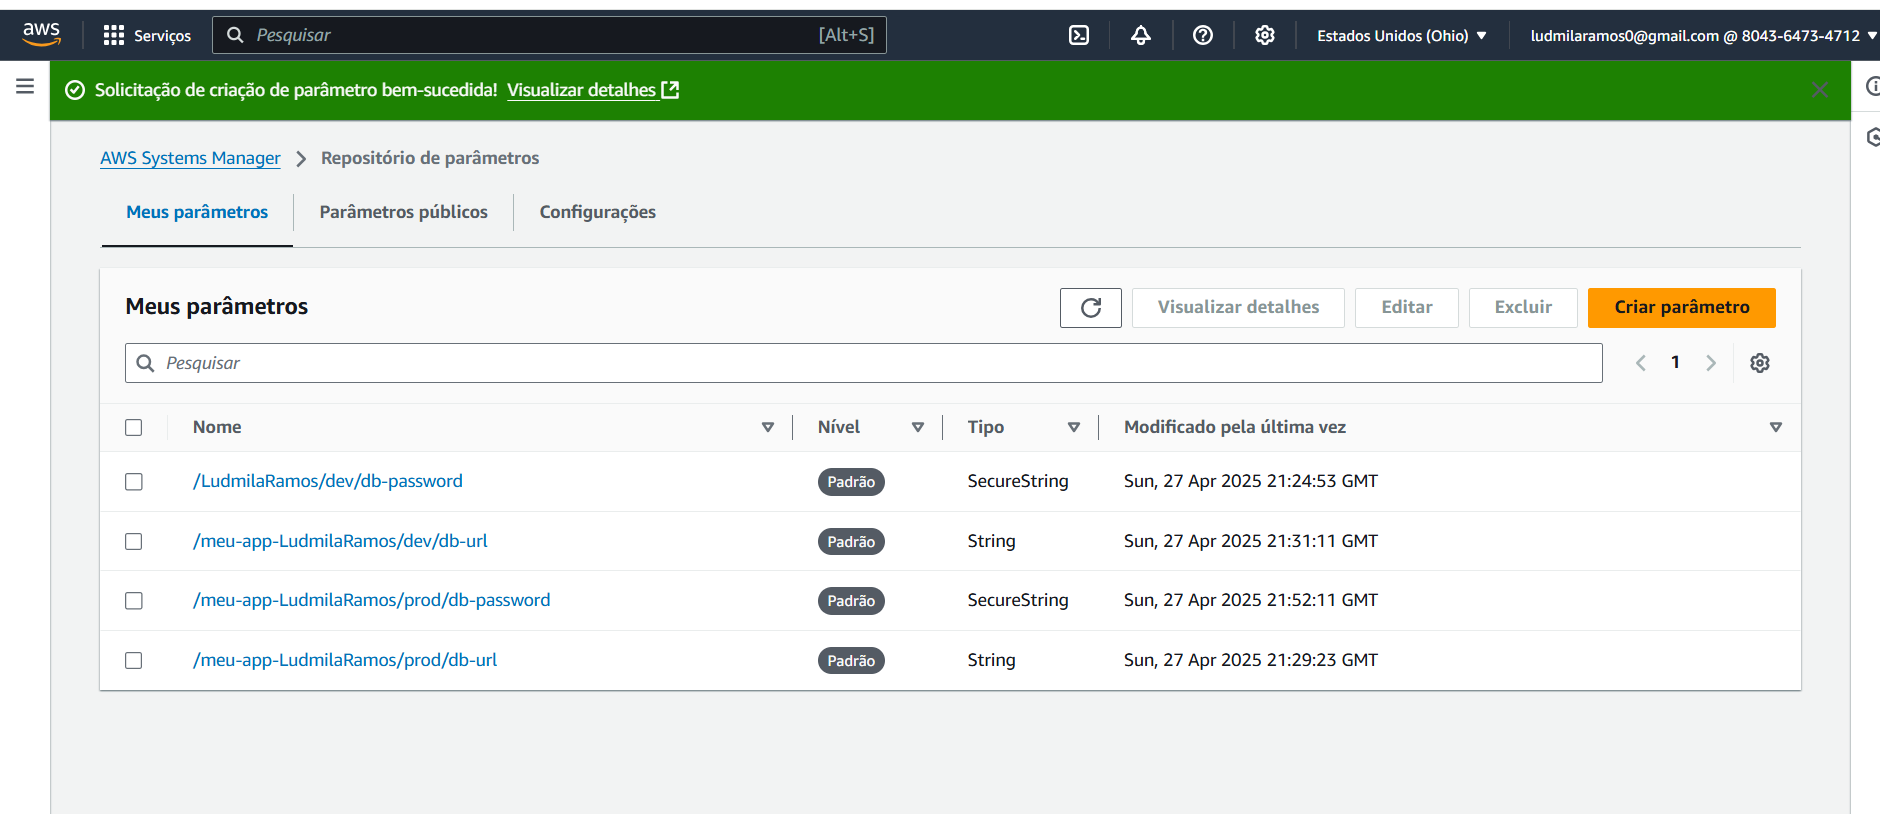 aws Serviços Pesquisar [Alt+S] Estados Unidos (Ohio) ludmilaramos0@gmail.com @ 8043-6473-4712
Solicitação de criação de parâmetro bem-sucedida! Visualizar detalhes
AWS Systems Manager Repositório de parâmetros
Meus parâmetros Parâmetros públicos Configurações
Meus parâmetros Visualizar detalhes Editar Excluir Criar parâmetro
Pesquisar 1
Nome Nível Tipo Modificado pela última vez
/LudmilaRamos/dev/db-password Padrão SecureString Sun, 27 Apr 2025 21:24:53 GMT
/meu-app-LudmilaRamos/dev/db-url Padrão String Sun, 27 Apr 2025 21:31:11 GMT
/meu-app-LudmilaRamos/prod/db-password Padrão SecureString Sun, 27 Apr 2025 21:52:11 GMT
/meu-app-LudmilaRamos/prod/db-url Padrão String Sun, 27 Apr 2025 21:29:23 GMT